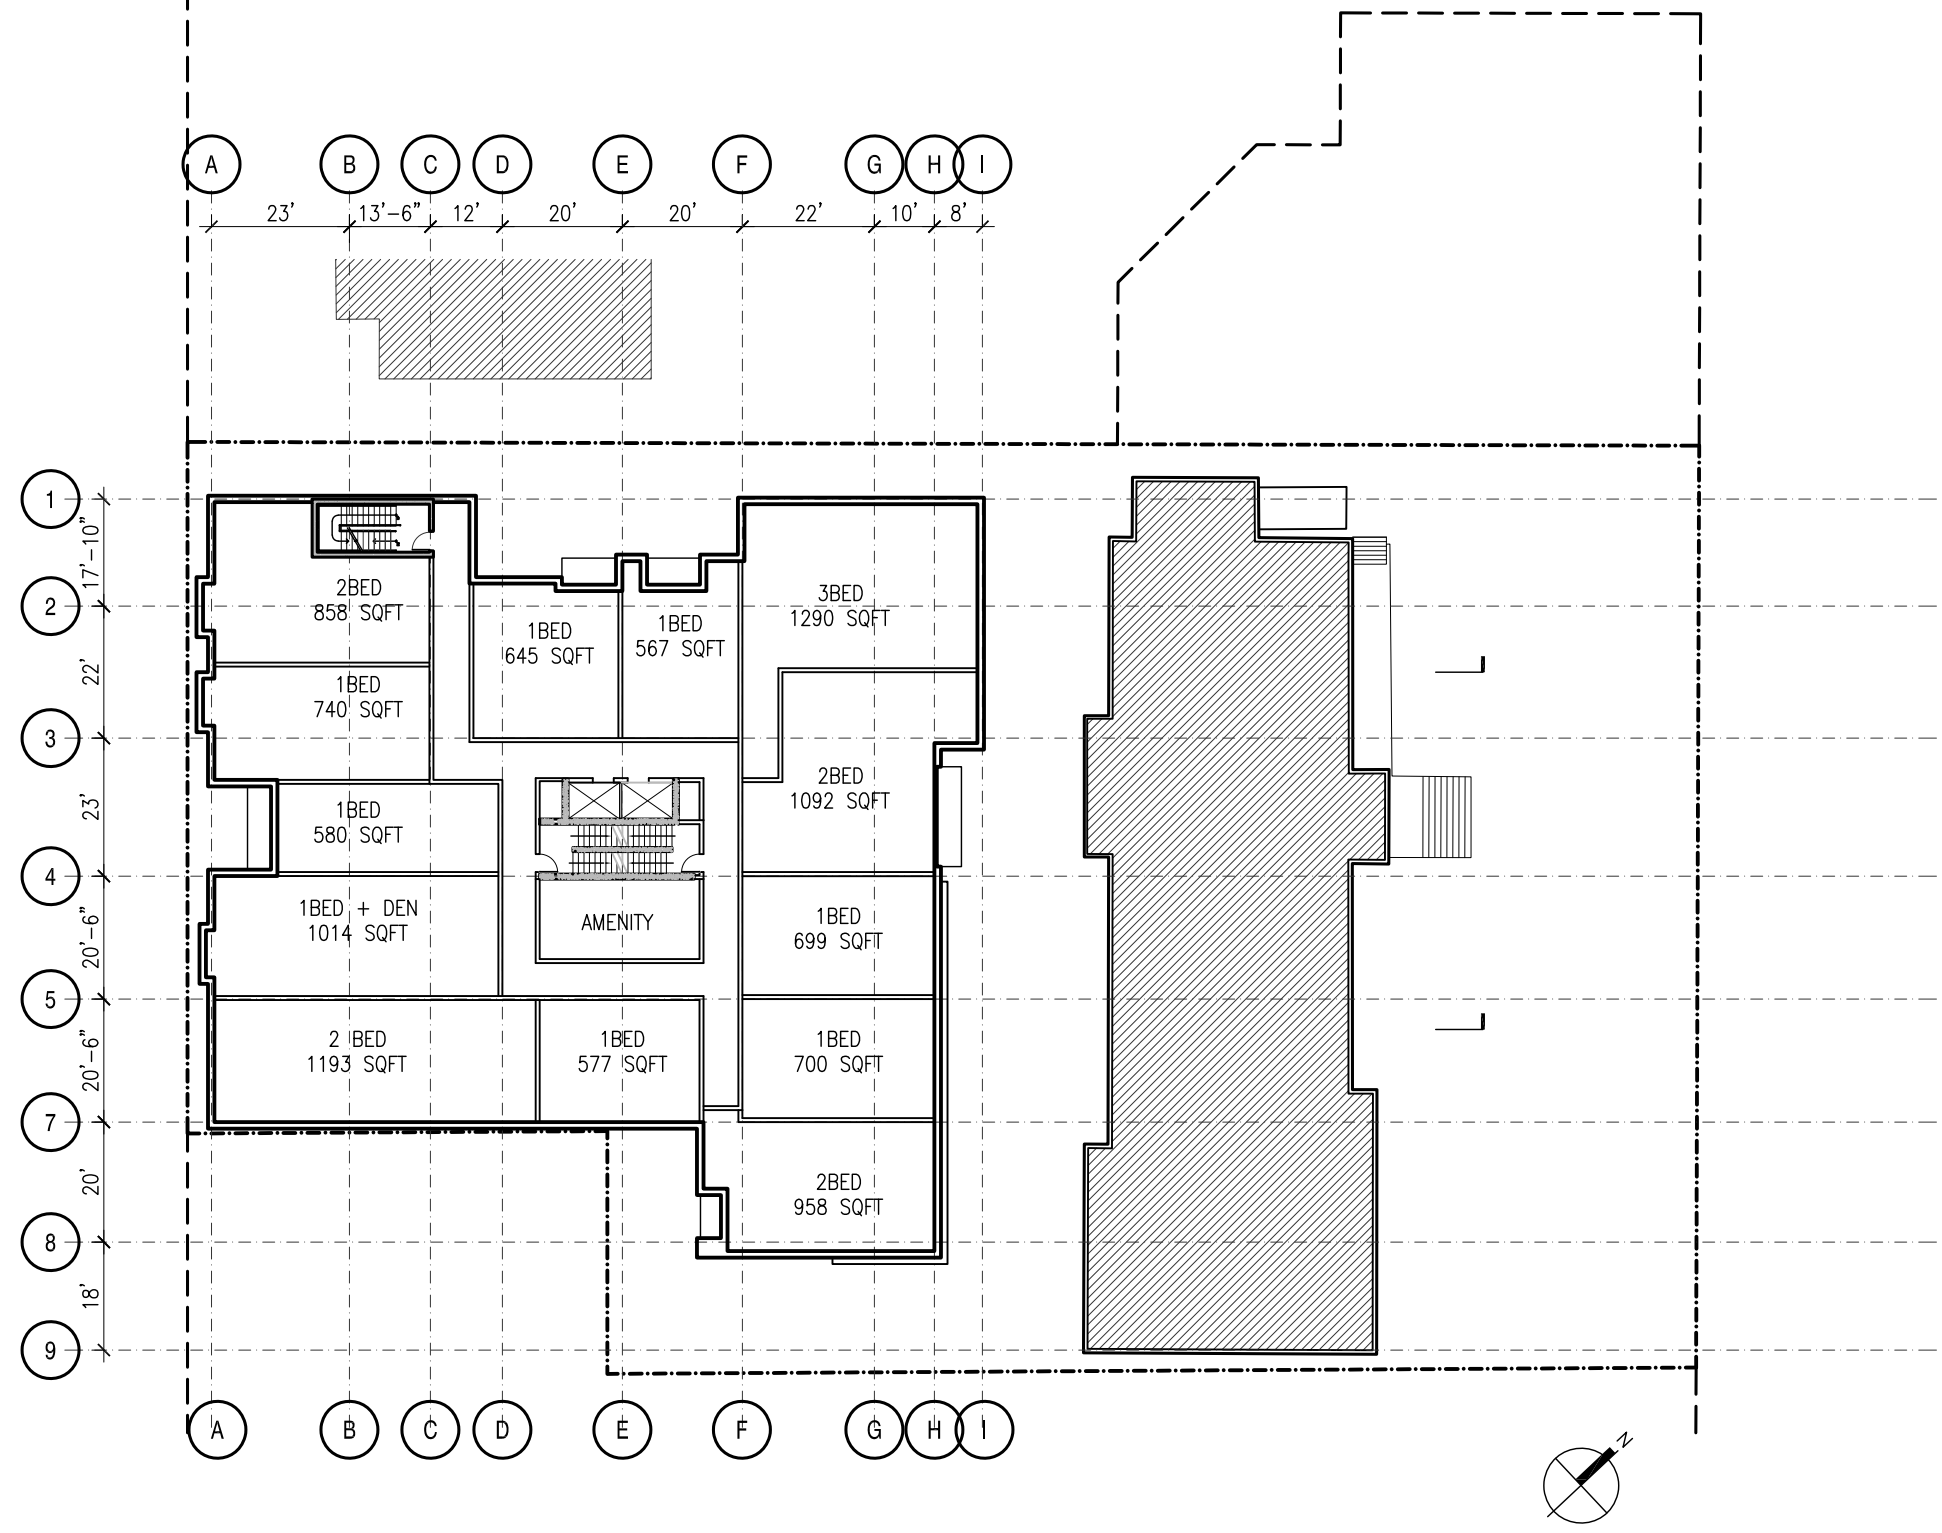 A B C D E F G H I
23' 13'-6" 12' 20' 20' 22' 10' 8'
1
17'-10"
2
2BED
858 SQFT
3BED
1290 SQFT
1BED
645 SQFT
1BED
567 SQFT
22'
1BED
740 SQFT
3
23'
1BED
580 SQFT
2BED
1092 SQFT
4
20'-6"
1BED + DEN
1014 SQFT
AMENITY
1BED
699 SQFT
5
20'-6"
2 BED
1193 SQFT
1BED
577 SQFT
1BED
700 SQFT
7
20'
2BED
958 SQFT
8
18'
9
A B C D E F G H I
N